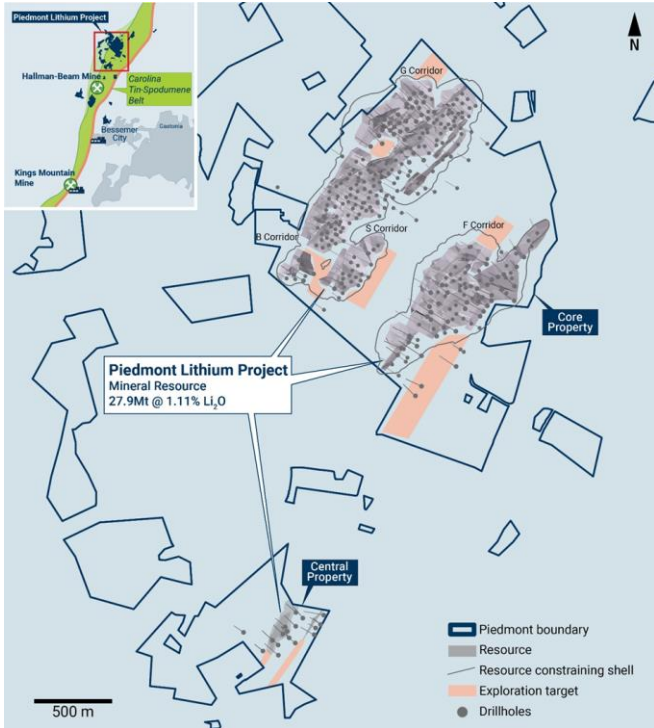 Piedmont Lithium Project
Hallman-Beam Mine
Carolina
Tin-Spodumene
Belt
Bessemer
City
Gastonia
Kings Mountain
Mine
N
G Corridor
B Corridor
S Corridor
F Corridor
Core
Property
Piedmont Lithium Project
Mineral Resource
27.9Mt @ 1.11% Li₂O
Central
Property
Piedmont boundary
Resource
Resource constraining shell
Exploration target
Drillholes
500 m